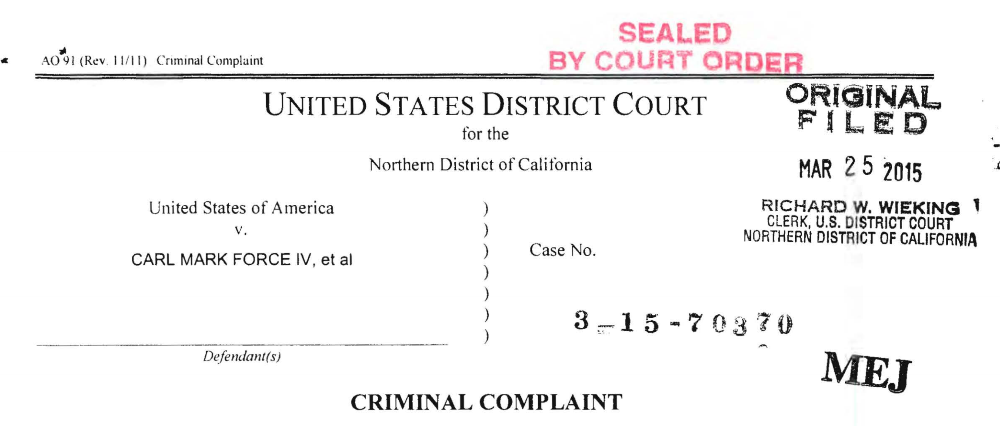 SEALED
BY COURT ORDER
AO 91 (Rev. 11/11) Criminal Complaint
UNITED STATES DISTRICT COURT
for the
Northern District of California
ORIGINAL
FILED
MAR 25 2015
RICHARD W. WIEKING
CLERK, U.S. DISTRICT COURT
NORTHERN DISTRICT OF CALIFORNIA
United States of America
v.
CARL MARK FORCE IV, et al
Defendant(s)
)
)
)
)
)
)
)
Case No.
3-15-70370
MEJ
CRIMINAL COMPLAINT